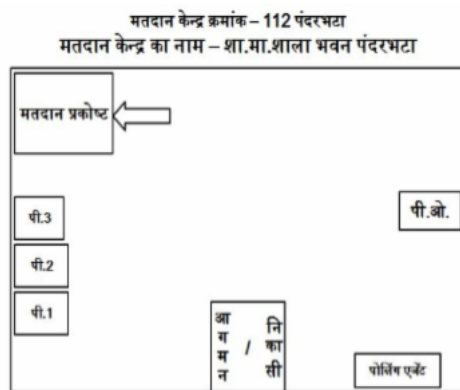 मतदान केन्द्र क्रमांक – 112 पंदरभटा
मतदान केन्द्र का नाम – शा.मा.शाला भवन पंदरभटा
मतदान प्रकोष्ट
पी.3
पी.ओ.
पी.2
पी.1
आगमन / निकासी
पोलिंग एजेंट